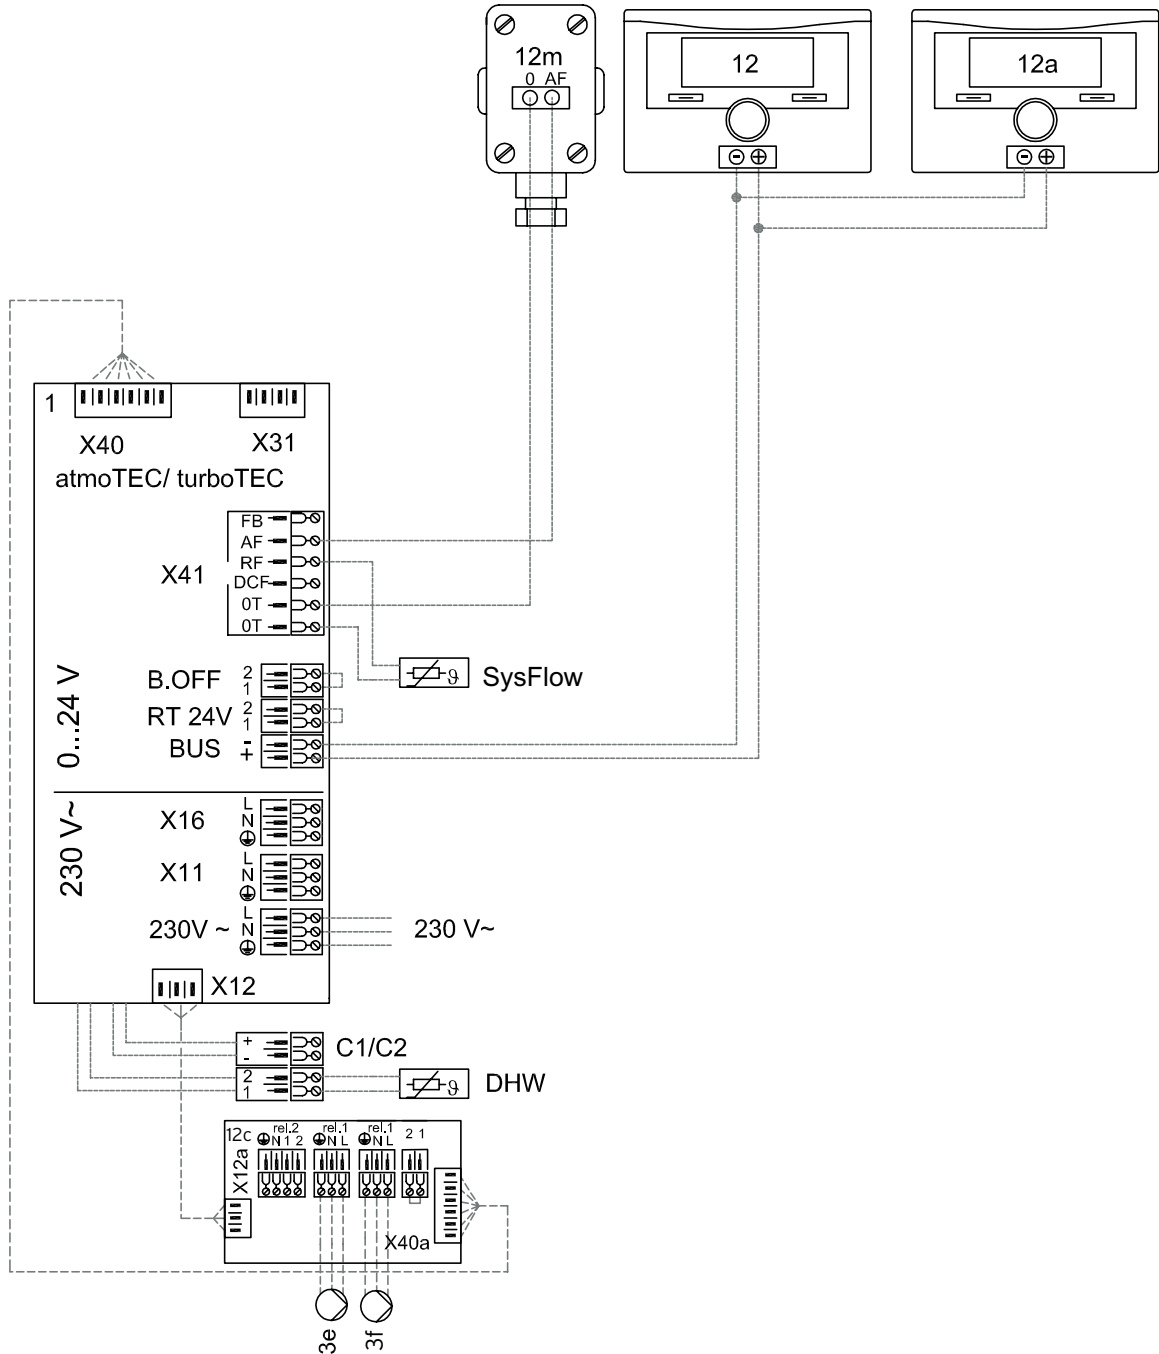 12m
0 AF
12
12a
1
X40
X31
atmoTEC/ turboTEC
X41
FB
AF
RF
DCF
0T
0T
SysFlow
0...24 V
B.OFF 2
1
RT 24V 2
1
BUS -
+
230 V~
X16
L
N
X11
L
N
230V ~
L
N
230 V~
X12
+
-
C1/C2
2
1
DHW
12c
rel.2
N 1 2
rel.1
N L
rel.1
N L
2 1
X12a
X40a
3e
3f